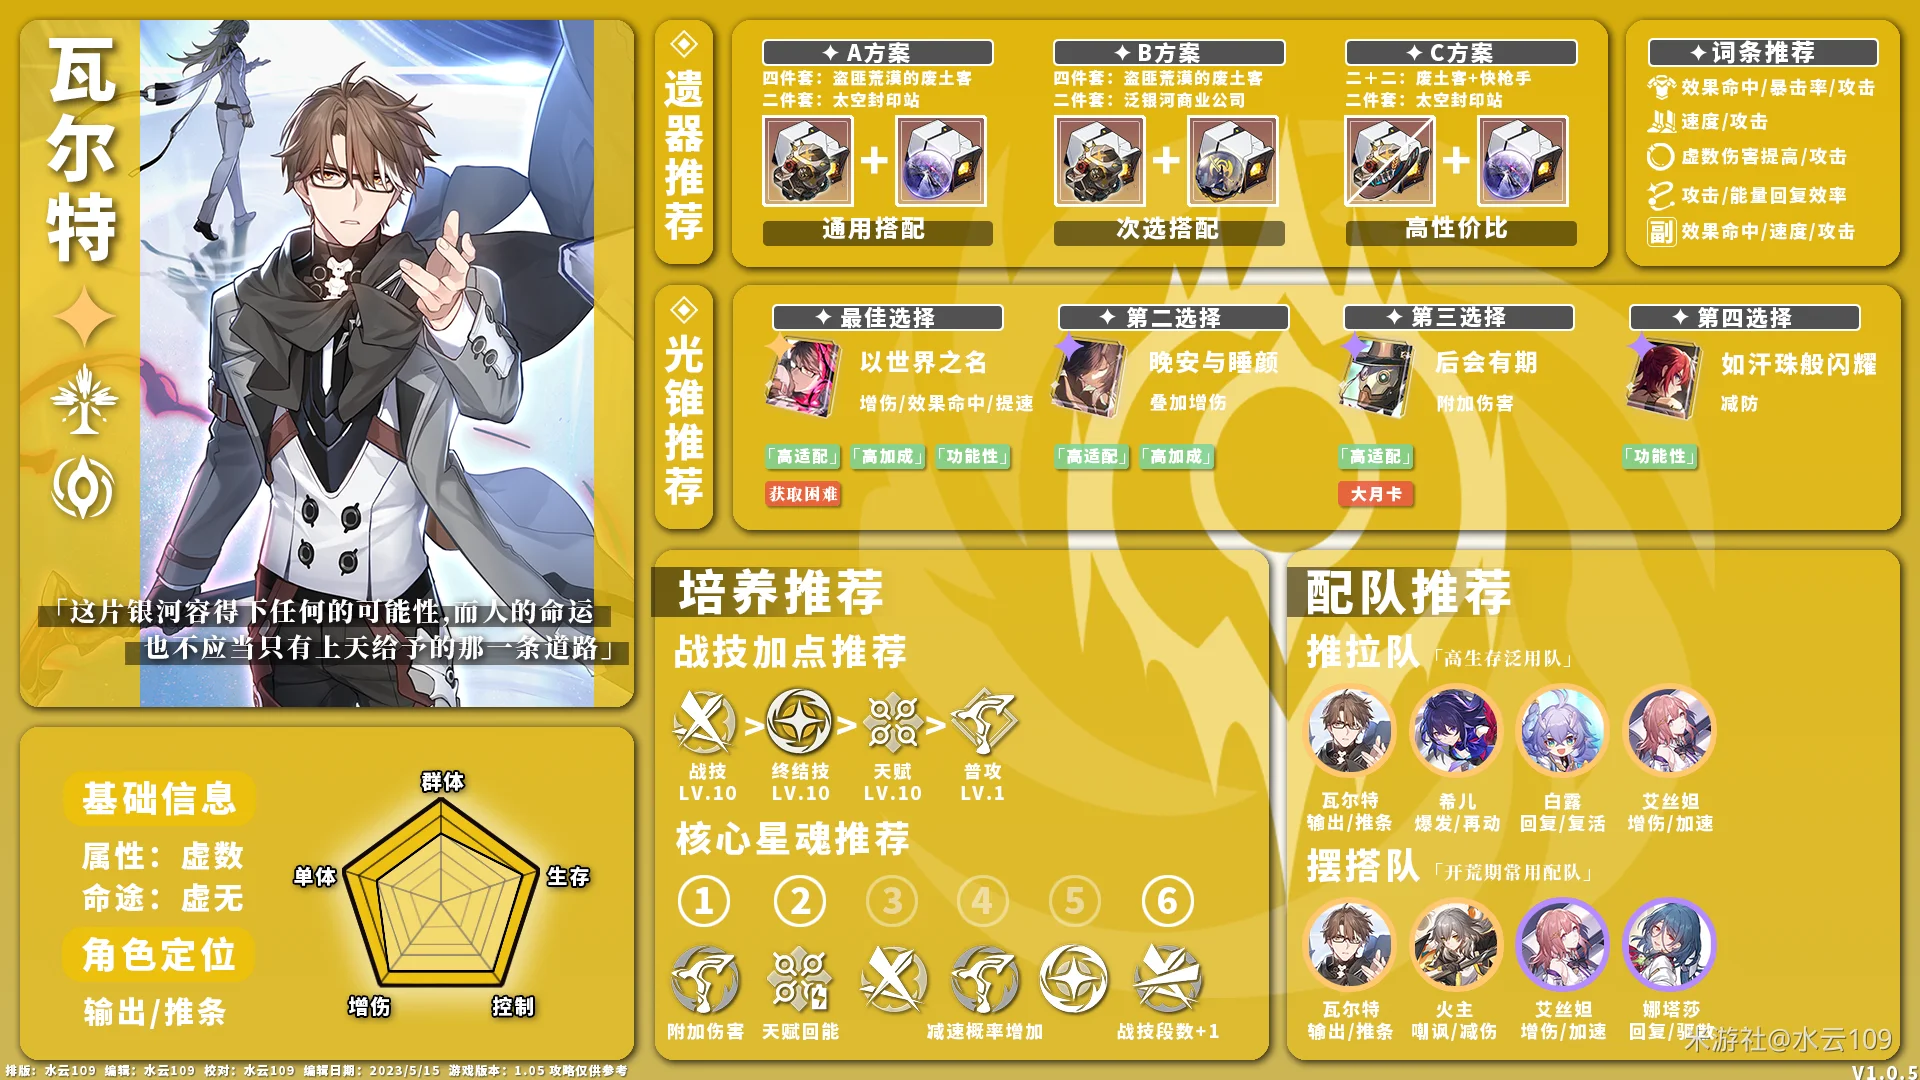 瓦尔特
「这片银河容得下任何的可能性,而人的命运
也不应当只有上天给予的那一条道路」
基础信息
属性：虚数
命途：虚无
角色定位
输出/推条
群体
单体
生存
增伤
控制
遗器推荐
✦ A方案
四件套：盗匪荒漠的废土客
二件套：太空封印站
+
通用搭配
✦ B方案
四件套：盗匪荒漠的废土客
二件套：泛银河商业公司
+
次选搭配
✦ C方案
二+二：废土客+快枪手
二件套：太空封印站
+
高性价比
✦词条推荐
效果命中/暴击率/攻击
速度/攻击
虚数伤害提高/攻击
攻击/能量回复效率
副 效果命中/速度/攻击
光锥推荐
✦ 最佳选择
以世界之名
增伤/效果命中/提速
「高适配」 「高加成」 「功能性」
获取困难
✦ 第二选择
晚安与睡颜
叠加增伤
「高适配」 「高加成」
✦ 第三选择
后会有期
附加伤害
「高适配」
大月卡
✦ 第四选择
如汗珠般闪耀
减防
「功能性」
培养推荐
战技加点推荐
> > >
战技 终结技 天赋 普攻
LV.10 LV.10 LV.10 LV.1
核心星魂推荐
1 2 3 4 5 6
附加伤害 天赋回能 减速概率增加 战技段数+1
配队推荐
推拉队「高生存泛用队」
瓦尔特 希儿 白露 艾丝妲
输出/推条 爆发/再动 回复/复活 增伤/加速
摆搭队「开荒期常用配队」
瓦尔特 火主 艾丝妲 娜塔莎
输出/推条 嘲讽/减伤 增伤/加速 回复/驱散
米游社@水云109
排版：水云109 编辑：水云109 校对：水云109 编辑日期：2023/5/15 游戏版本：1.05 攻略仅供参考
V1.0.5